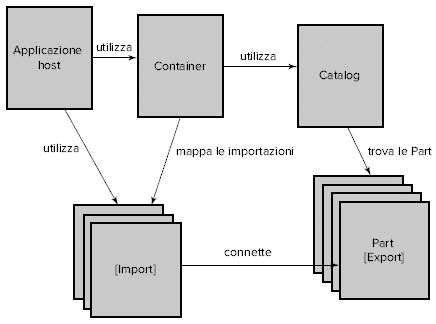 Applicazione
host
utilizza
Container
utilizza
Catalog
utilizza
mappa le importazioni
trova le Part
[Import]
connette
Part
[Export]